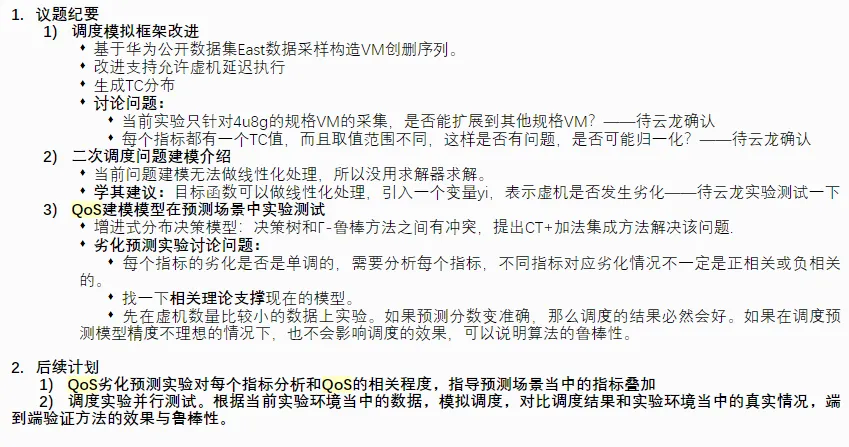 1. 议题纪要
1) 调度模拟框架改进
♦ 基于华为公开数据集East数据采样构造VM创删序列。
♦ 改进支持允许虚机延迟执行
♦ 生成TC分布
♦ 讨论问题：
♦ 当前实验只针对4u8g的规格VM的采集，是否能扩展到其他规格VM？——待云龙确认
♦ 每个指标都有一个TC值，而且取值范围不同，这样是否有问题，是否可能归一化？——待云龙确认
2) 二次调度问题建模介绍
♦ 当前问题建模无法做线性化处理，所以没用求解器求解。
♦ 学其建议：目标函数可以做线性化处理，引入一个变量yi，表示虚机是否发生劣化——待云龙实验测试一下
3) QoS建模模型在预测场景中实验测试
♦ 增进式分布决策模型：决策树和Γ-鲁棒方法之间有冲突，提出CT+加法集成方法解决该问题.
♦ 劣化预测实验讨论问题：
♦ 每个指标的劣化是否是单调的，需要分析每个指标，不同指标对应劣化情况不一定是正相关或负相关
的。
♦ 找一下相关理论支撑现在的模型。
♦ 先在虚机数量比较小的数据上实验。如果预测分数变准确，那么调度的结果必然会好。如果在调度预
测模型精度不理想的情况下，也不会影响调度的效果，可以说明算法的鲁棒性。
2. 后续计划
1) QoS劣化预测实验对每个指标分析和QoS的相关程度，指导预测场景当中的指标叠加
2) 调度实验并行测试。根据当前实验环境当中的数据，模拟调度，对比调度结果和实验环境当中的真实情况，端
到端验证方法的效果与鲁棒性。